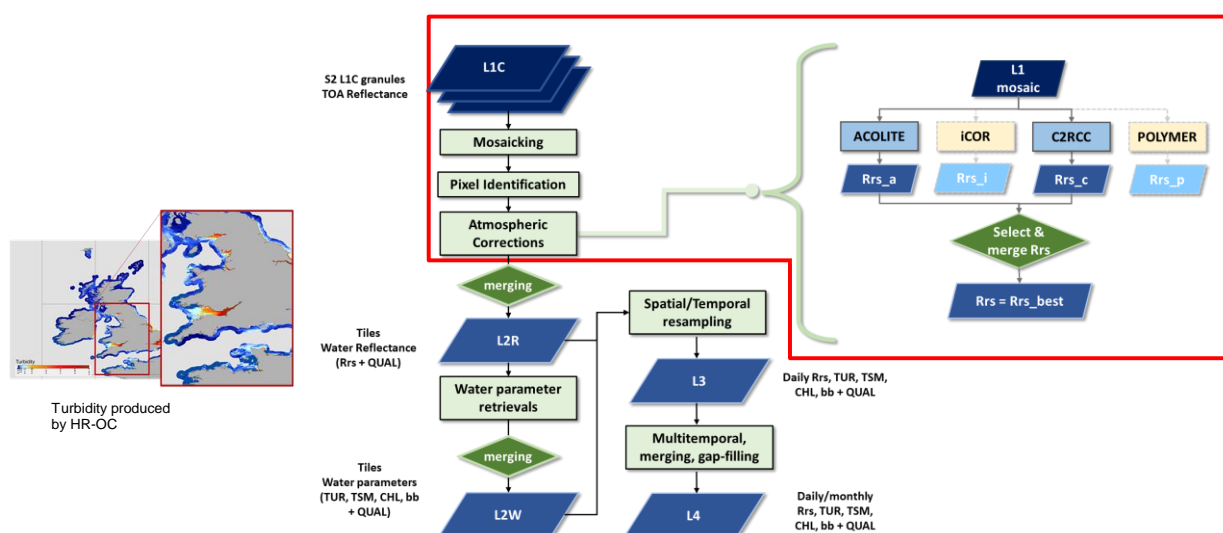 S2 L1C granules
TOA Reflectance
L1C
Mosaicking
Pixel Identification
Atmospheric
Corrections
merging
Tiles
Water Reflectance
(Rrs + QUAL)
L2R
Water parameter
retrievals
merging
Tiles
Water parameters
(TUR, TSM, CHL, bb
+ QUAL)
L2W
Spatial/Temporal
resampling
L3
Daily Rrs, TUR, TSM,
CHL, bb + QUAL
Multitemporal,
merging, gap-filling
L4
Daily/monthly
Rrs, TUR, TSM,
CHL, bb + QUAL
L1
mosaic
ACOLITE
iCOR
C2RCC
POLYMER
Rrs_a
Rrs_i
Rrs_c
Rrs_p
Select &
merge Rrs
Rrs = Rrs_best
Turbidity
Turbidity produced
by HR-OC